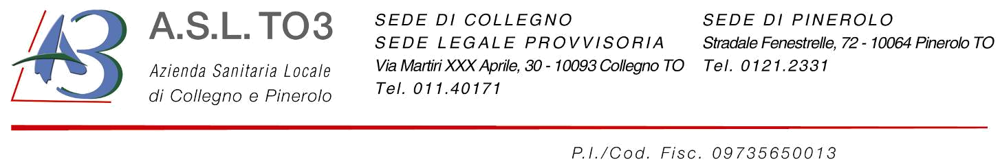 A.S.L. TO3
Azienda Sanitaria Locale
di Collegno e Pinerolo
SEDE DI COLLEGNO
SEDE LEGALE PROVVISORIA
Via Martiri XXX Aprile, 30 - 10093 Collegno TO
Tel. 011.40171
SEDE DI PINEROLO
Stradale Fenestrelle, 72 - 10064 Pinerolo TO
Tel. 0121.2331
P.I./Cod. Fisc. 09735650013